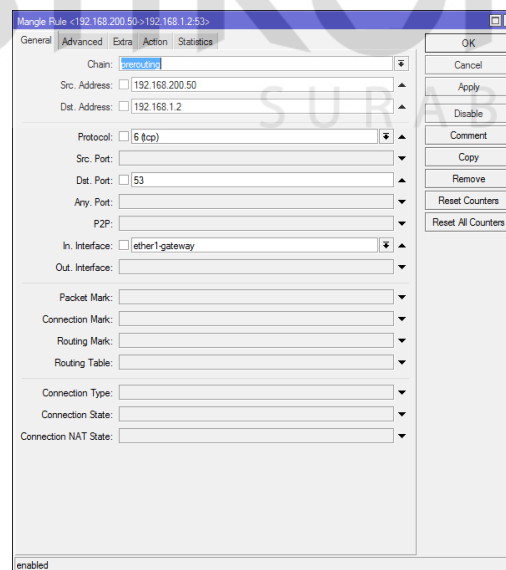 Mangle Rule <192.168.200.50->192.168.1.2:53>
General Advanced Extra Action Statistics
Chain: prerouting
Src. Address: 192.168.200.50
Dst. Address: 192.168.1.2
Protocol: 6 (tcp)
Src. Port:
Dst. Port: 53
Any. Port:
P2P:
In. Interface: ether1-gateway
Out. Interface:
Packet Mark:
Connection Mark:
Routing Mark:
Routing Table:
Connection Type:
Connection State:
Connection NAT State:
enabled
OK
Cancel
Apply
Disable
Comment
Copy
Remove
Reset Counters
Reset All Counters
SURAB